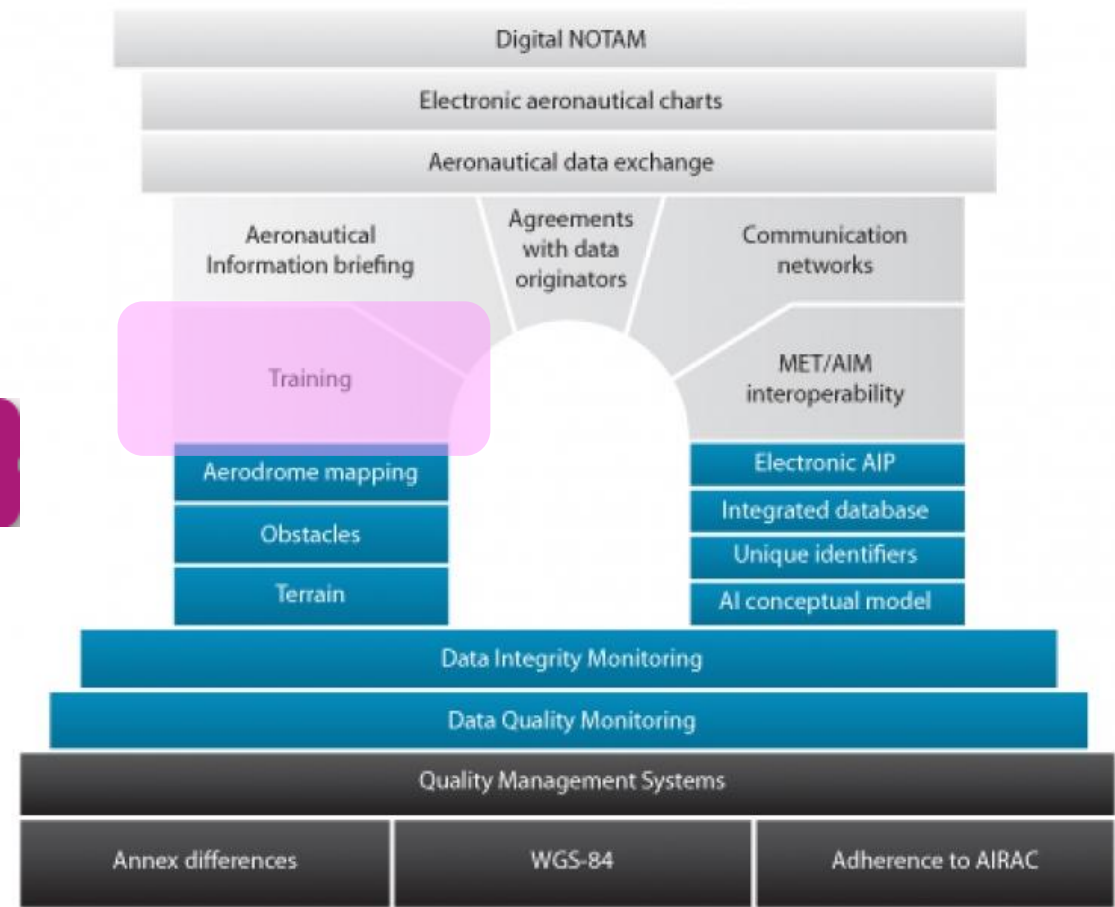 Digital NOTAM
Electronic aeronautical charts
Aeronautical data exchange
Aeronautical
Information briefing
Agreements
with data
originators
Communication
networks
Training
MET/AIM
interoperability
Aerodrome mapping
Obstacles
Terrain
Electronic AIP
Integrated database
Unique identifiers
AI conceptual model
Data Integrity Monitoring
Data Quality Monitoring
Quality Management Systems
Annex differences
WGS-84
Adherence to AIRAC